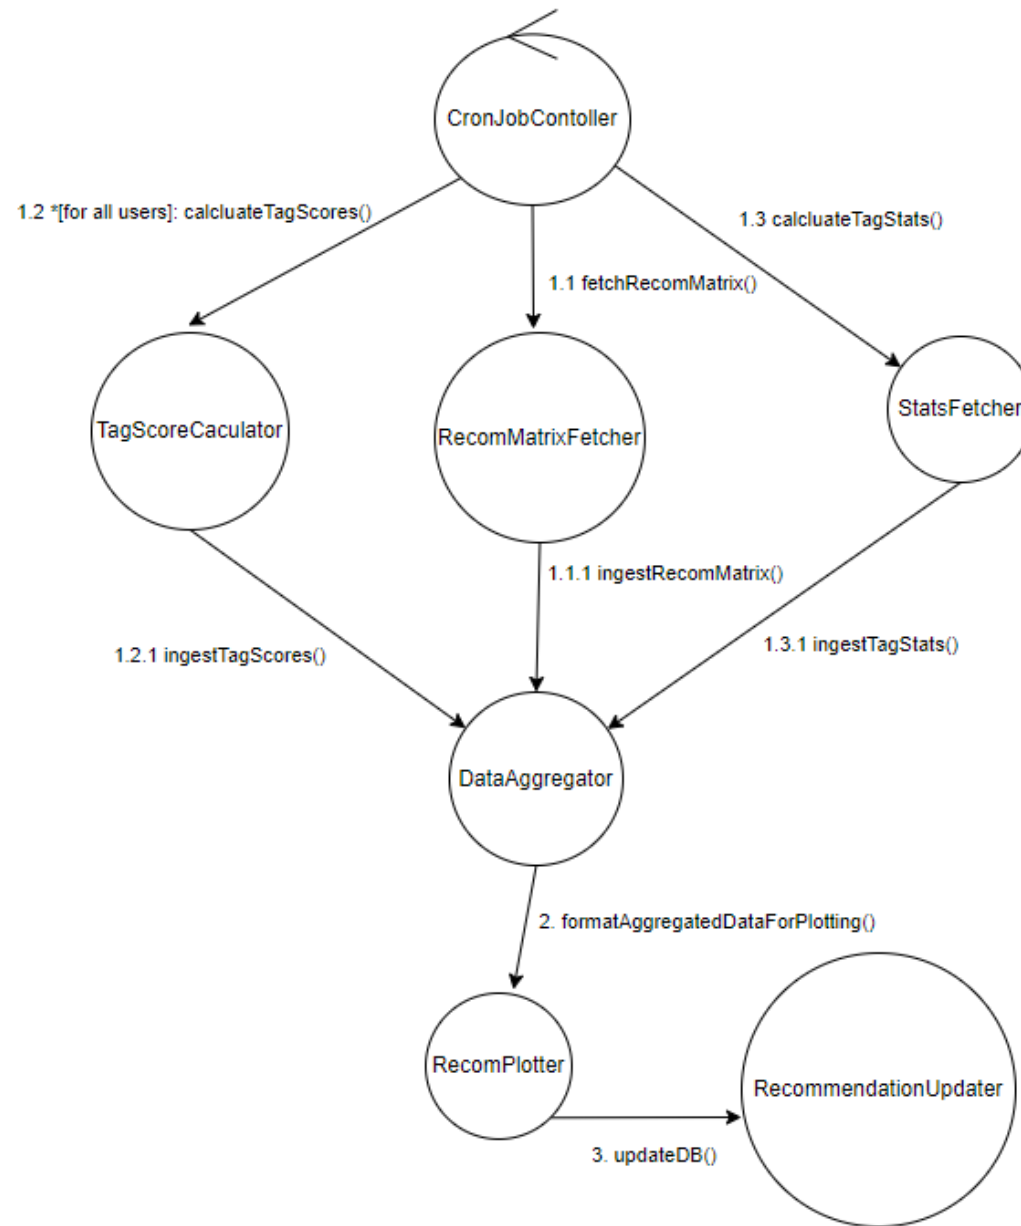 CronJobContoller
1.2 *[for all users]: calcluateTagScores()
1.3 calcluateTagStats()
1.1 fetchRecomMatrix()
TagScoreCaculator
RecomMatrixFetcher
StatsFetcher
1.1.1 ingestRecomMatrix()
1.2.1 ingestTagScores()
1.3.1 ingestTagStats()
DataAggregator
2. formatAggregatedDataForPlotting()
RecomPlotter
RecommendationUpdater
3. updateDB()